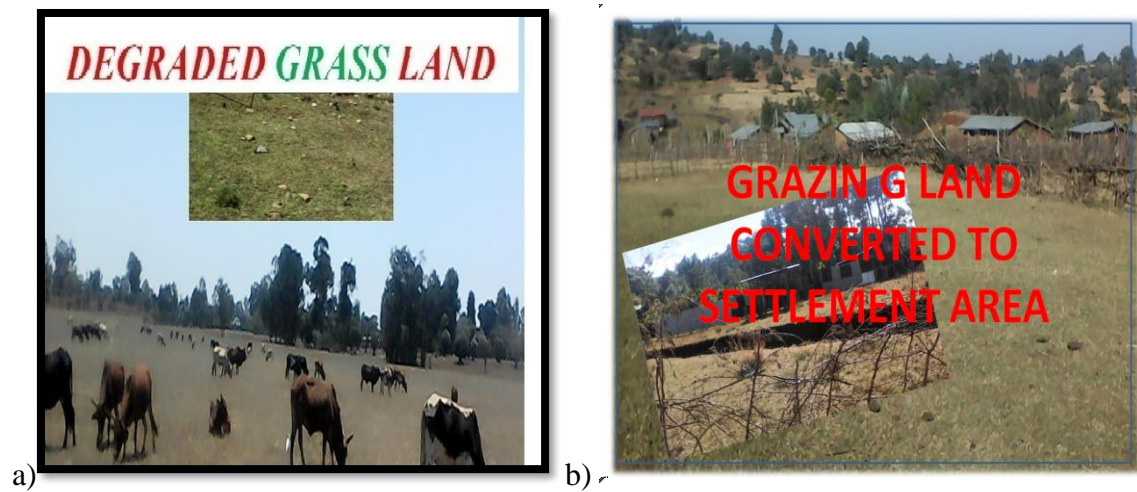 DEGRADED GRASS LAND
GRAZIN G LAND
CONVERTED TO
SETTLEMENT AREA
a)
b)